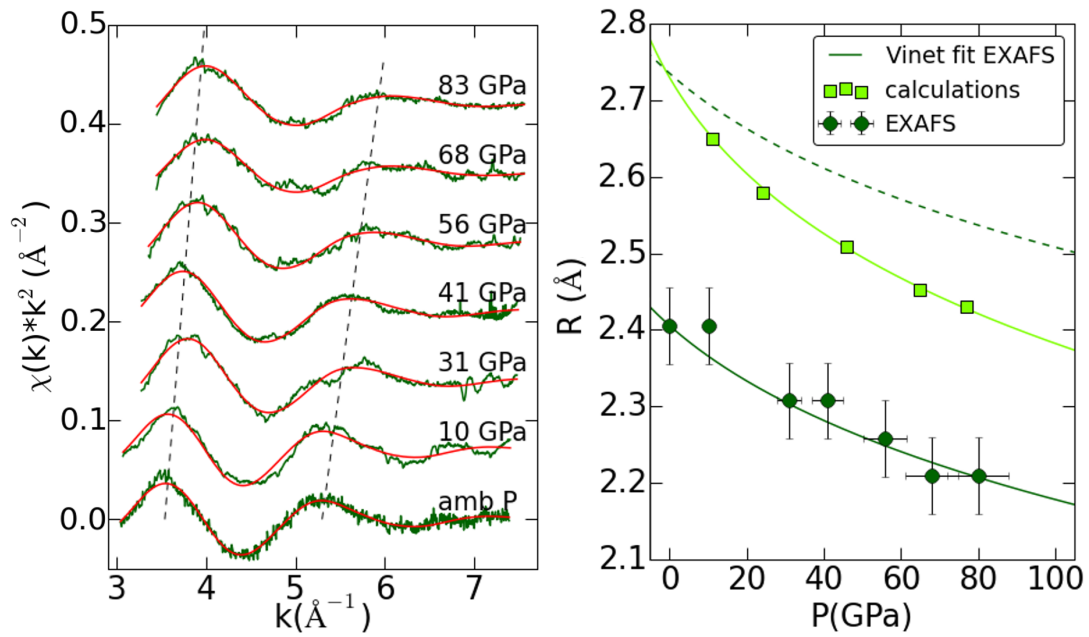 0.5
0.4
0.3
0.2
0.1
0.0
χ(k)*k² (Å⁻²)
83 GPa
68 GPa
56 GPa
41 GPa
31 GPa
10 GPa
amb P
3 4 5 6 7
k(Å⁻¹)
2.8
2.7
2.6
2.5
2.4
2.3
2.2
2.1
R (Å)
Vinet fit EXAFS
calculations
EXAFS
0 20 40 60 80 100
P(GPa)